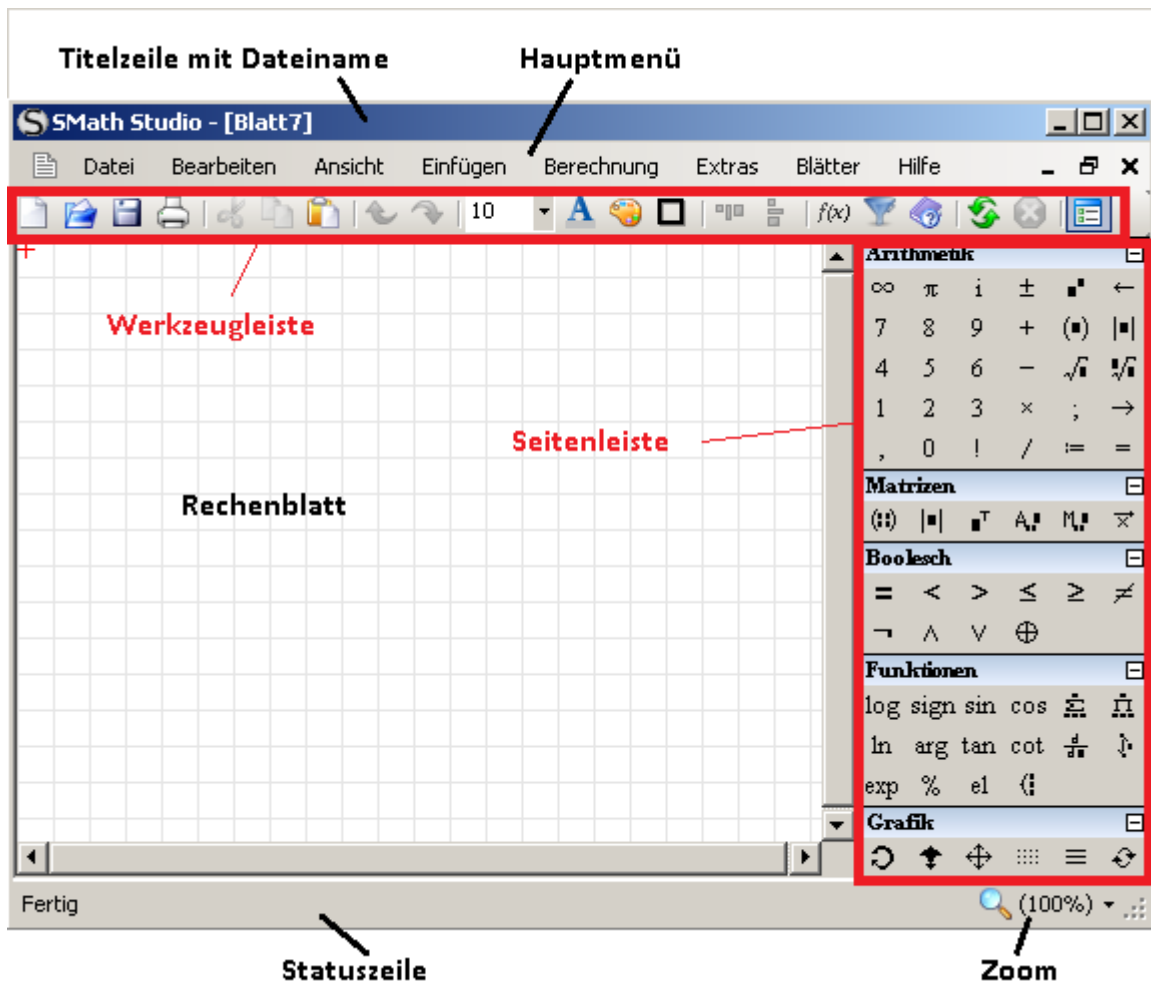 Titelzeile mit Dateiname Hauptmenü
SMath Studio - [Blatt7]
Datei Bearbeiten Ansicht Einfügen Berechnung Extras Blätter Hilfe
10 A f(x)
Arithmetik
∞ π i ± ←
Werkzeugleiste
7 8 9 + (▪) |▪|
4 5 6 −
1 2 3 × ; →
Seitenleiste
, 0 ! / := =
Matrizen
Rechenblatt
Boolesch
= < > ≤ ≥ ≠
¬ ∧ ∨ ⊕
Funktionen
log sign sin cos
ln arg tan cot
exp % el
Grafik
Fertig (100%)
Statuszeile Zoom